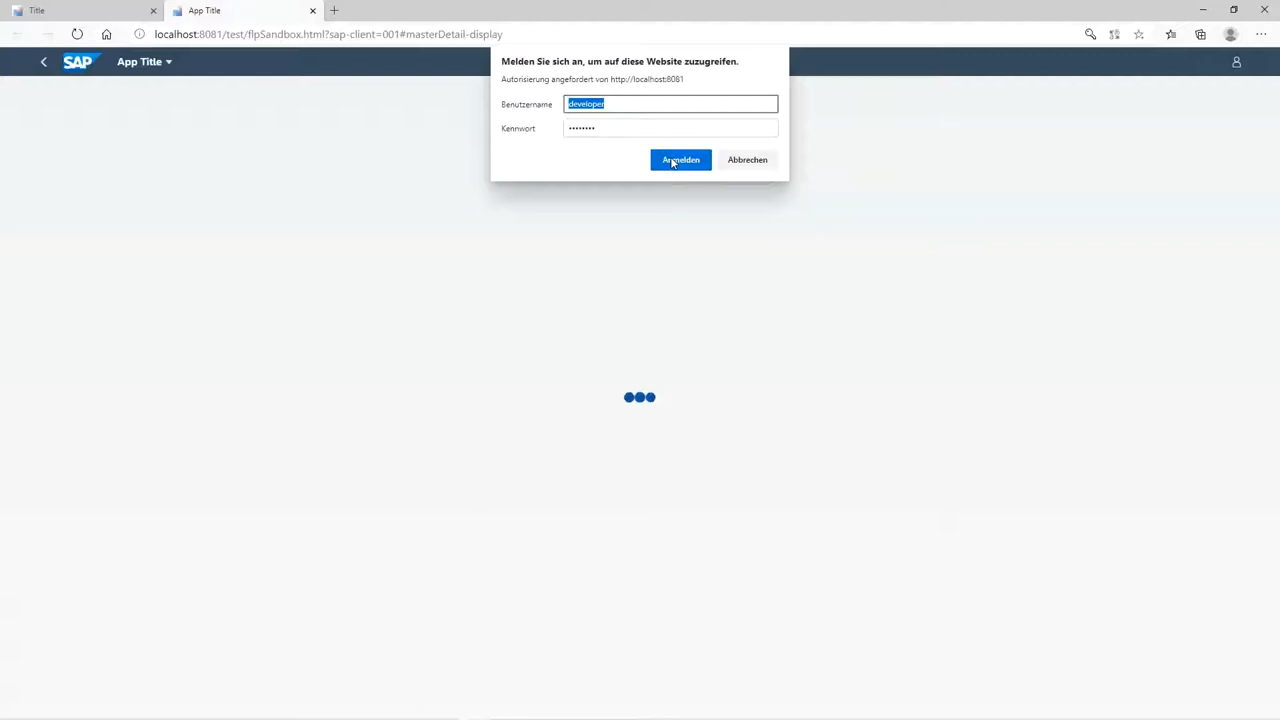 Title
App Title
localhost:8081/test/flpSandbox.html?sap-client=001#masterDetail-display
SAP App Title
Melden Sie sich an, um auf diese Website zuzugreifen.
Autorisierung angefordert von http://localhost:8081
Benutzername developer
Kennwort ••••••••
Anmelden Abbrechen